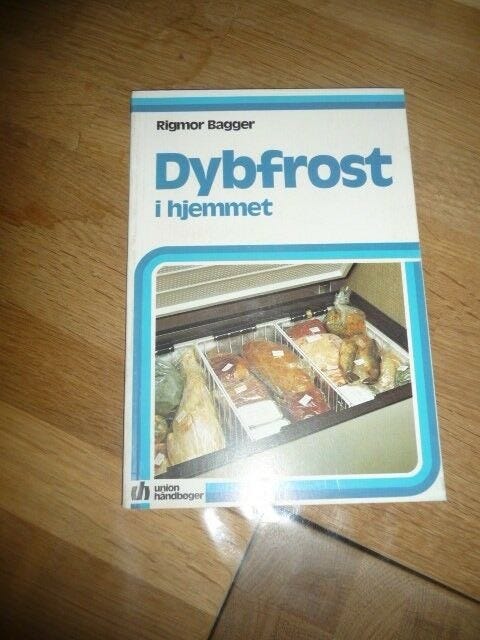 Rigmor Bagger
Dybfrost
i hjemmet
union
håndbøger